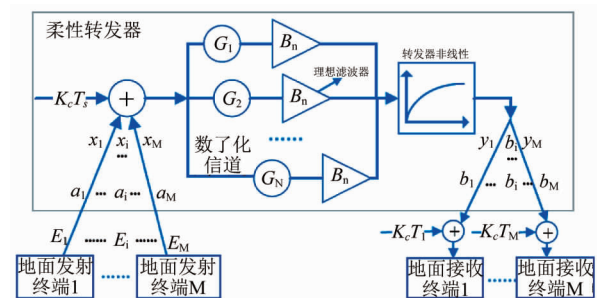 柔性转发器
G1
Bn
理想滤波器
G2
Bn
……
数了化
信道
GN
Bn
转发器非线性
KcTs
+
x1 xi xM
...
a1 ... ai ... aM
E1 …… Ei …… EM
地面发射
终端1
……
地面发射
终端M
y1 bi yM
...
b1 ... bi ... bM
KcT1
+
KcTM
+
地面接收
终端1
……
地面接收
终端M